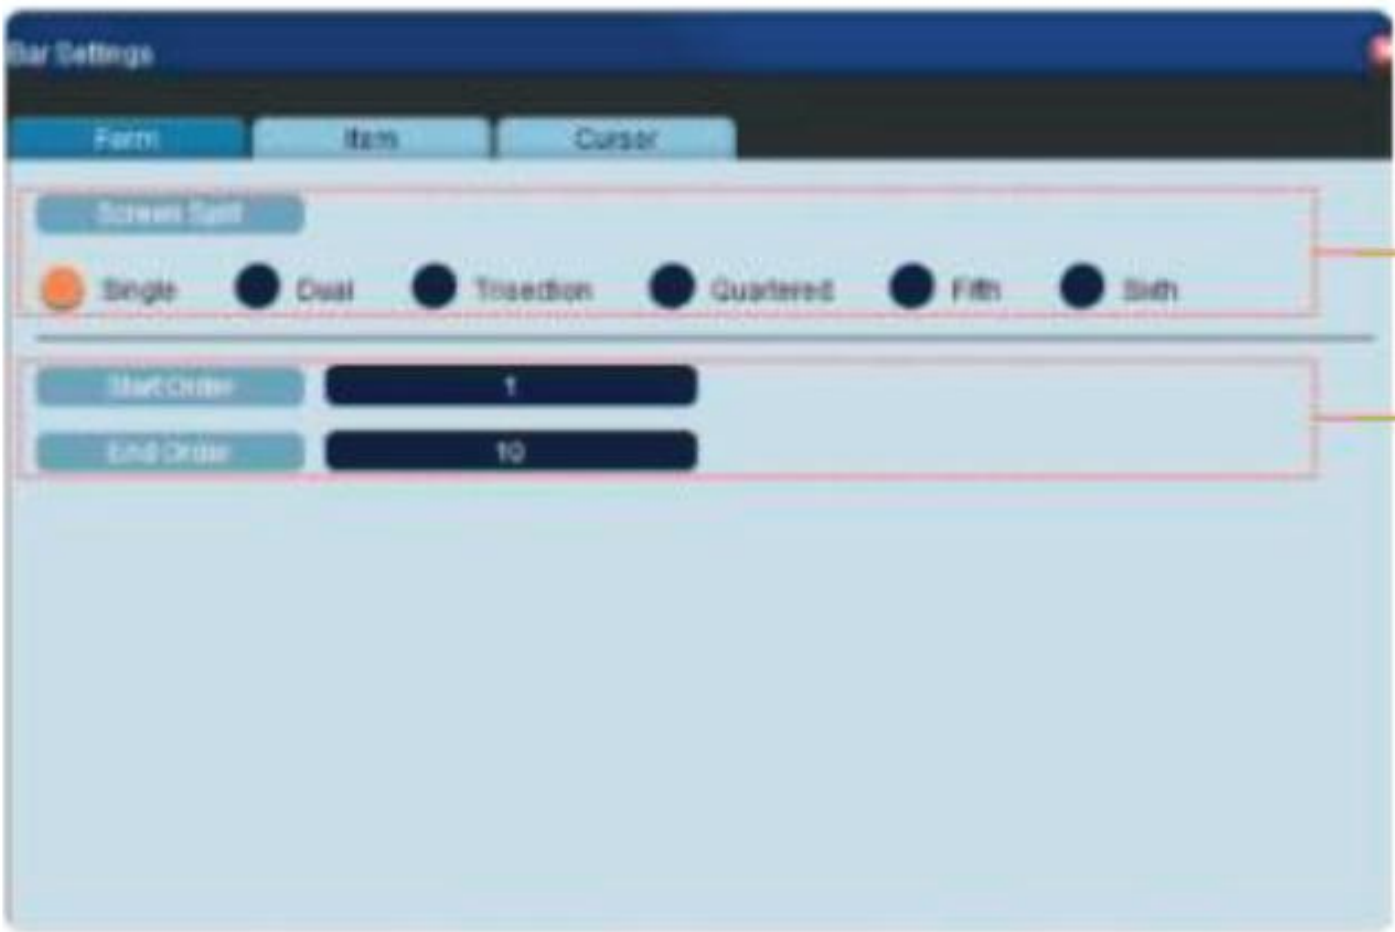 Bar Settings
Form Item Cursor
Screen Split
Single Dual Trisection Quartered Fifth Sixth
Start Order 1
End Order 10